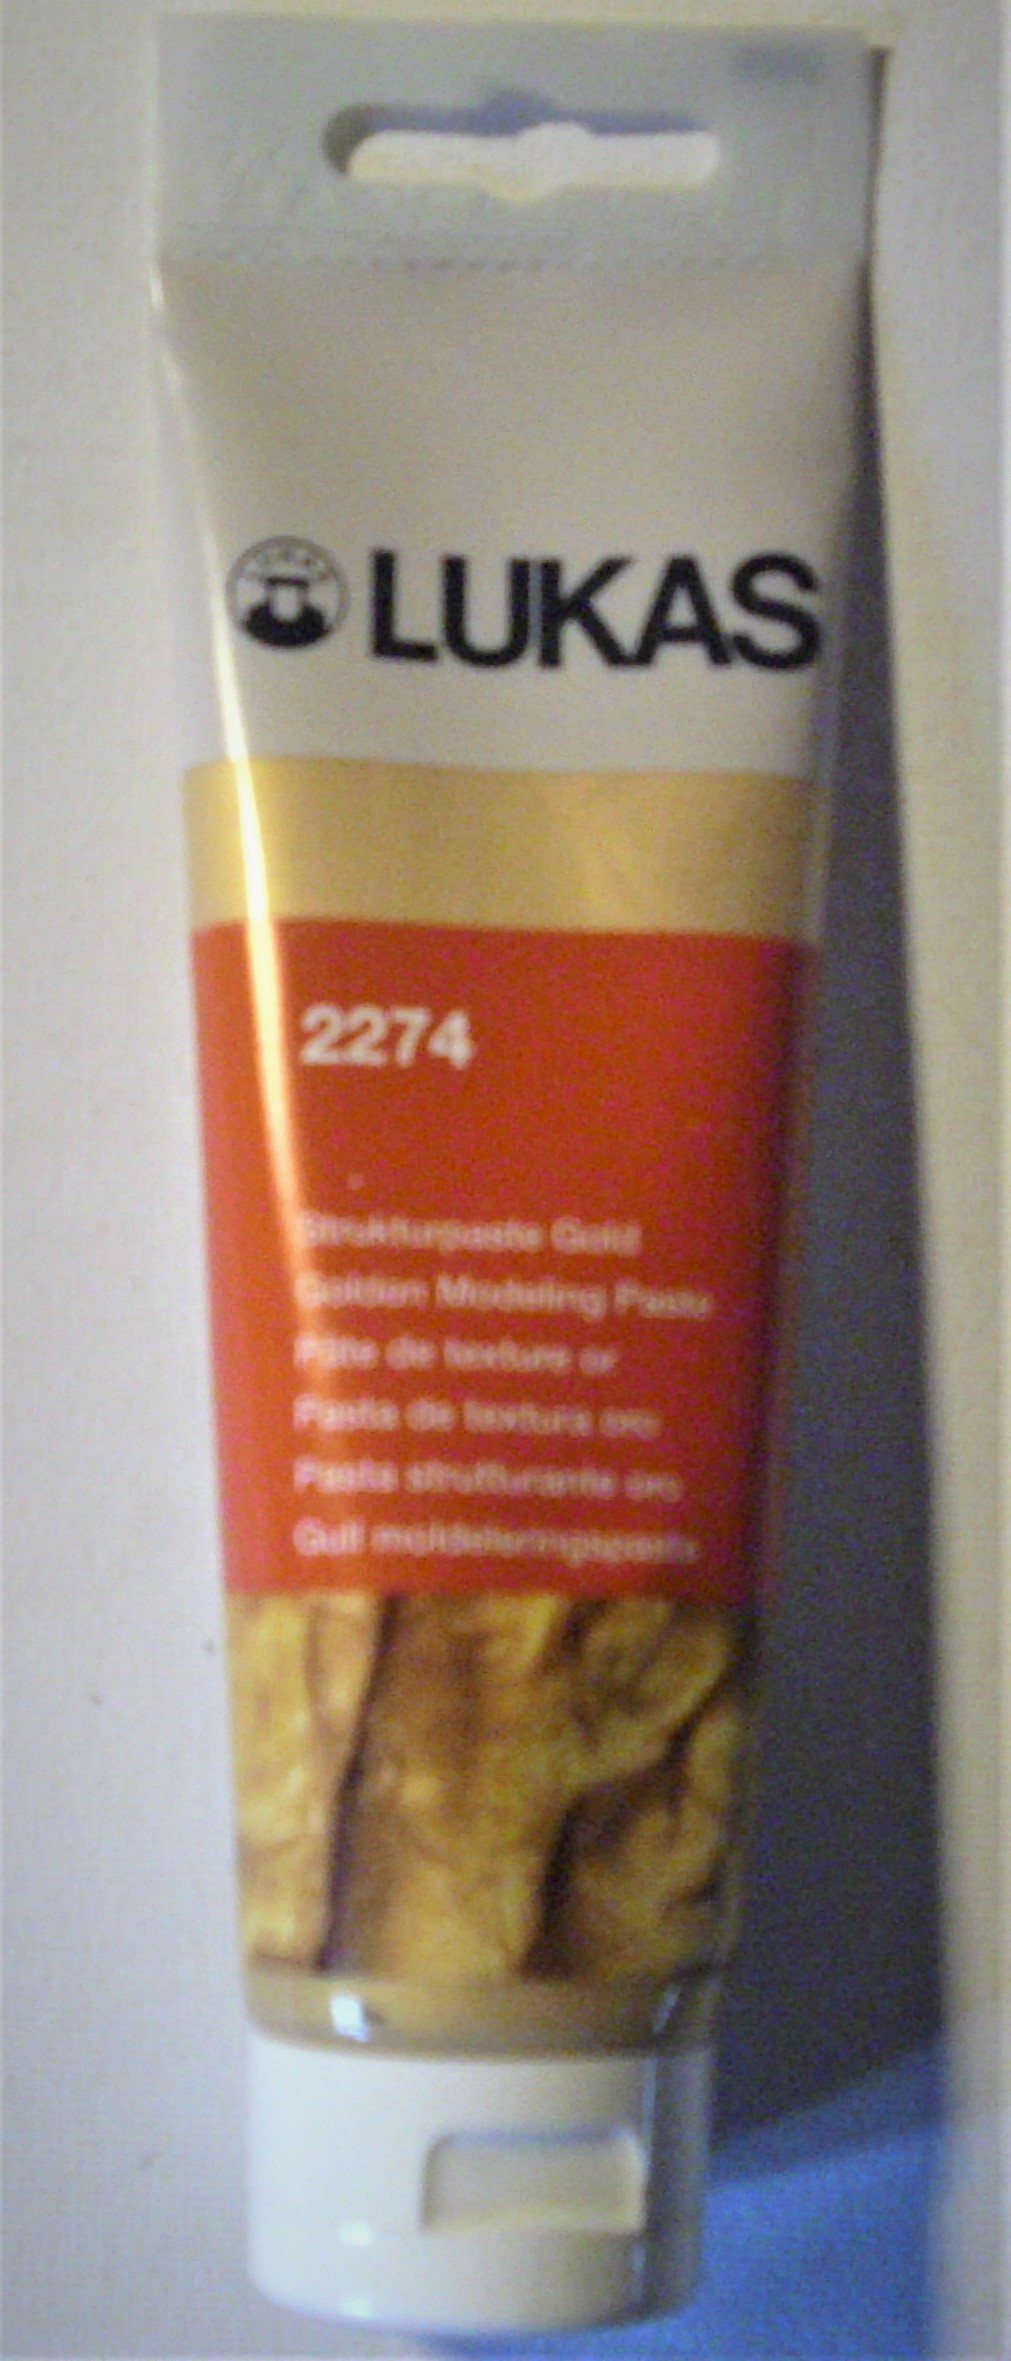 LUKAS
2274
Strukturpaste Gold
Golden Modeling Paste
Pâte de texture or
Pasta de textura oro
Pasta strutturante oro